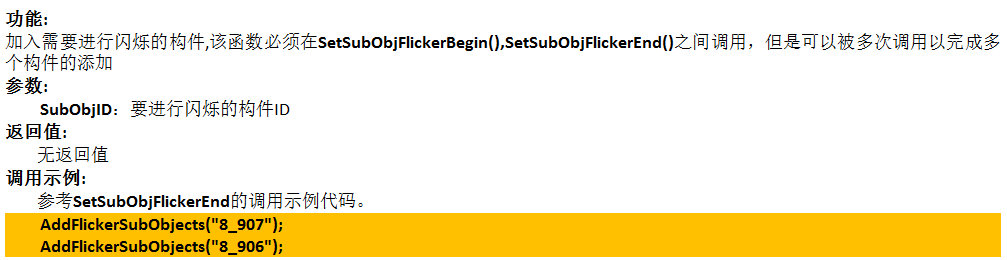 功能:
加入需要进行闪烁的构件,该函数必须在SetSubObjFlickerBegin(),SetSubObjFlickerEnd()之间调用，但是可以被多次调用以完成多
个构件的添加
参数:
SubObjID：要进行闪烁的构件ID
返回值:
无返回值
调用示例:
参考SetSubObjFlickerEnd的调用示例代码。
AddFlickerSubObjects("8_907");
AddFlickerSubObjects("8_906");